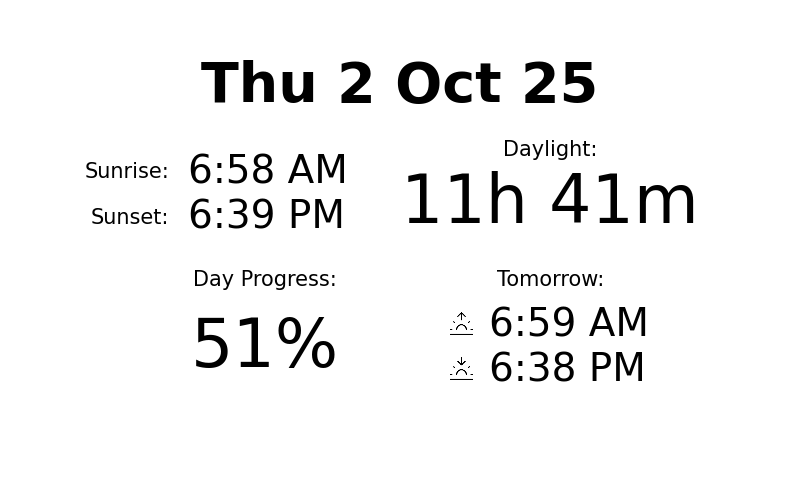 Thu 2 Oct 25
Sunrise: 6:58 AM
Sunset: 6:39 PM
Daylight:
11h 41m
Day Progress:
51%
Tomorrow:
6:59 AM
6:38 PM